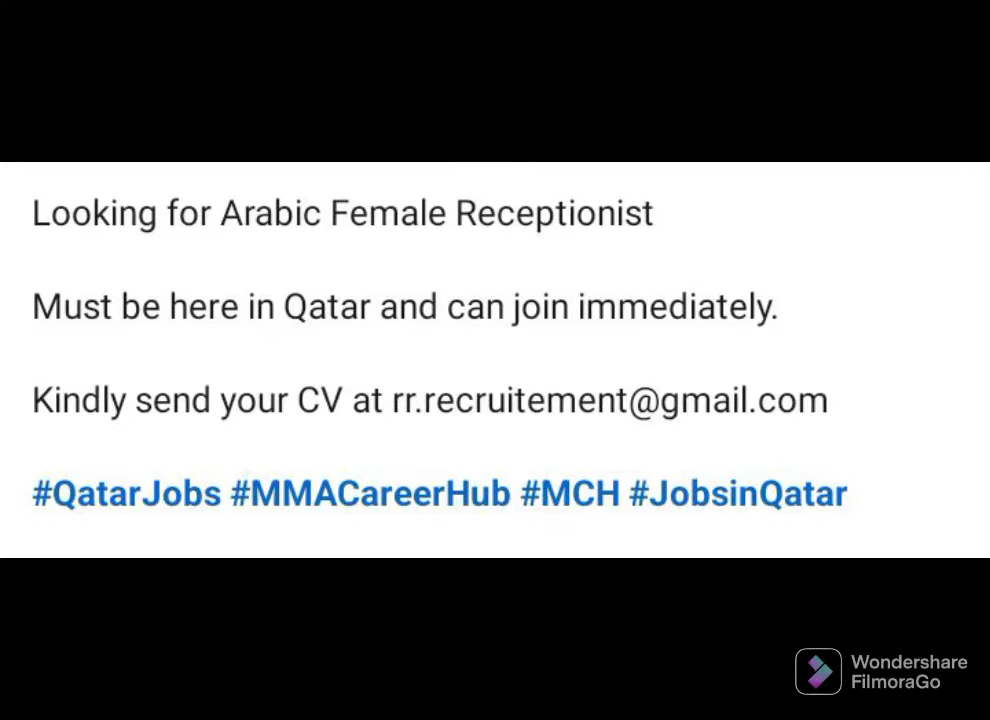 Looking for Arabic Female Receptionist
Must be here in Qatar and can join immediately.
Kindly send your CV at rr.recruitement@gmail.com
#QatarJobs #MMACareerHub #MCH #JobsinQatar
Wondershare
FilmoraGo